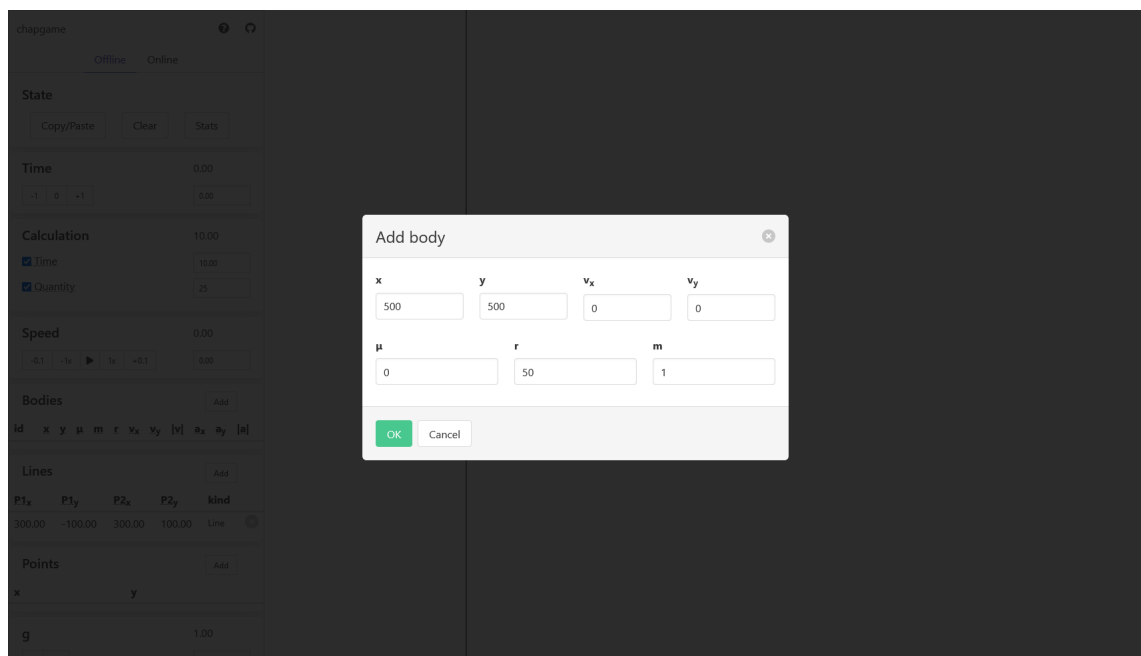 chapgame
Offline Online
State
Copy/Paste Clear Stats
Time 0.00
-1 0 +1 0.00
Calculation 10.00
Time 10.00
Quantity 25
Speed 0.00
-0.1 -1x 1x +0.1 0.00
Bodies Add
id x y μ m r vx vy |v| ax ay |a|
Lines Add
P1x P1y P2x P2y kind
300.00 -100.00 300.00 100.00 Line
Points Add
x y
g 1.00
Add body
x y vx vy
500 500 0 0
μ r m
0 50 1
OK Cancel